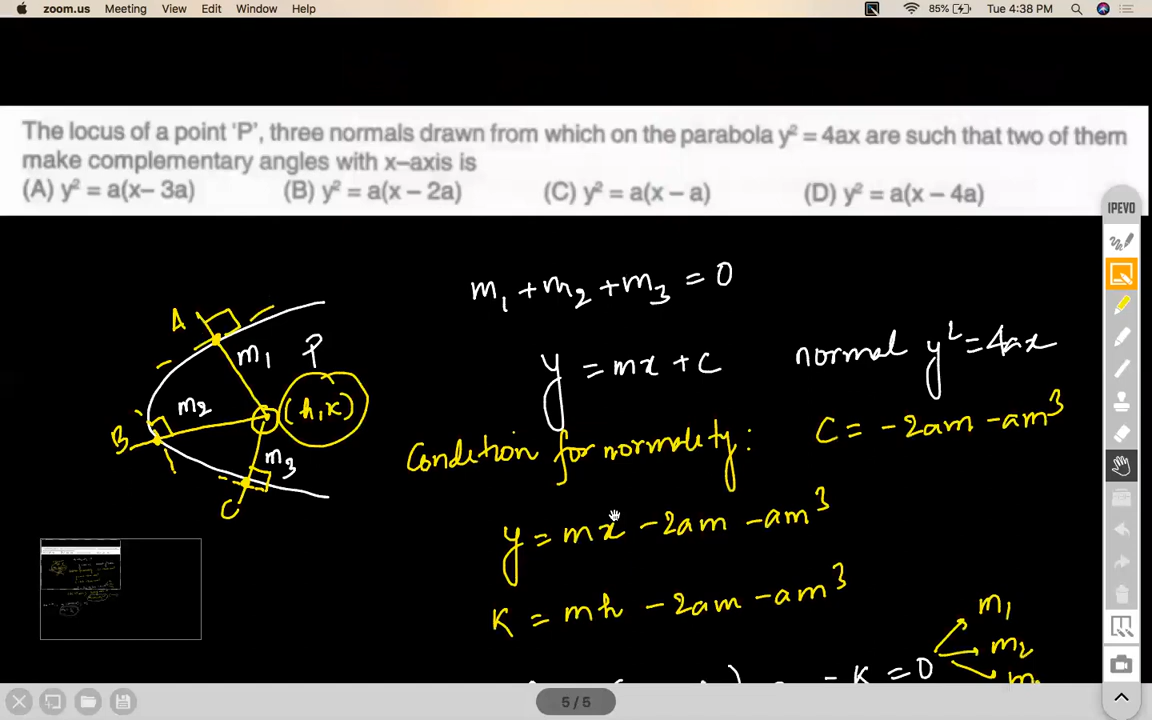 zoom.us Meeting View Edit Window Help 85% Tue 4:38 PM
The locus of a point 'P', three normals drawn from which on the parabola y² = 4ax are such that two of them
make complementary angles with x–axis is
(A) y² = a(x– 3a) (B) y² = a(x – 2a) (C) y² = a(x – a) (D) y² = a(x – 4a)
IPEVO
m₁ + m₂ + m₃ = 0
A
m₁
P
y = mx + c normal y² = 4ax
m₂
(h,k)
B
Condition for normality : C = -2am - am³
m₃
C
y = mx - 2am - am³
k = mh - 2am - am³
m₁
m₂
- k = 0
5 / 5